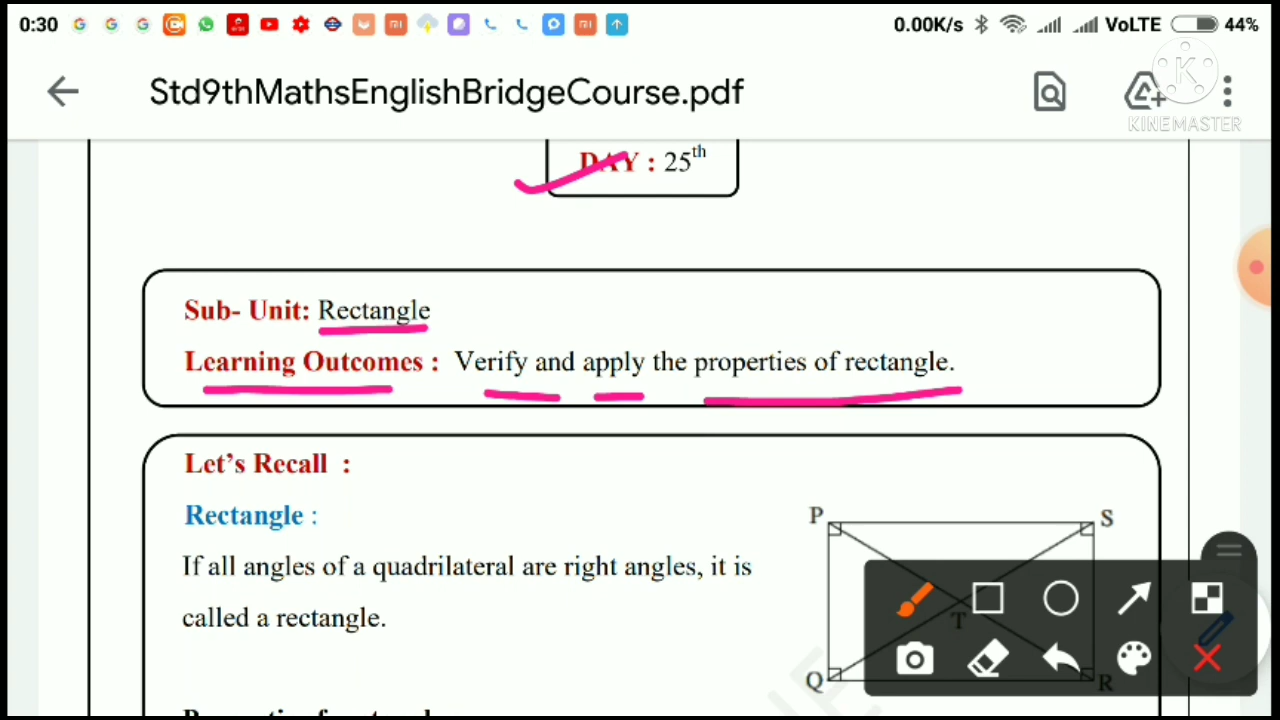 0:30 0.00K/s VoLTE 44%
Std9thMathsEnglishBridgeCourse.pdf
KINEMASTER
DAY : 25th
Sub- Unit: Rectangle
Learning Outcomes : Verify and apply the properties of rectangle.
Let's Recall :
Rectangle :
P S
If all angles of a quadrilateral are right angles, it is
called a rectangle.
T
Q R